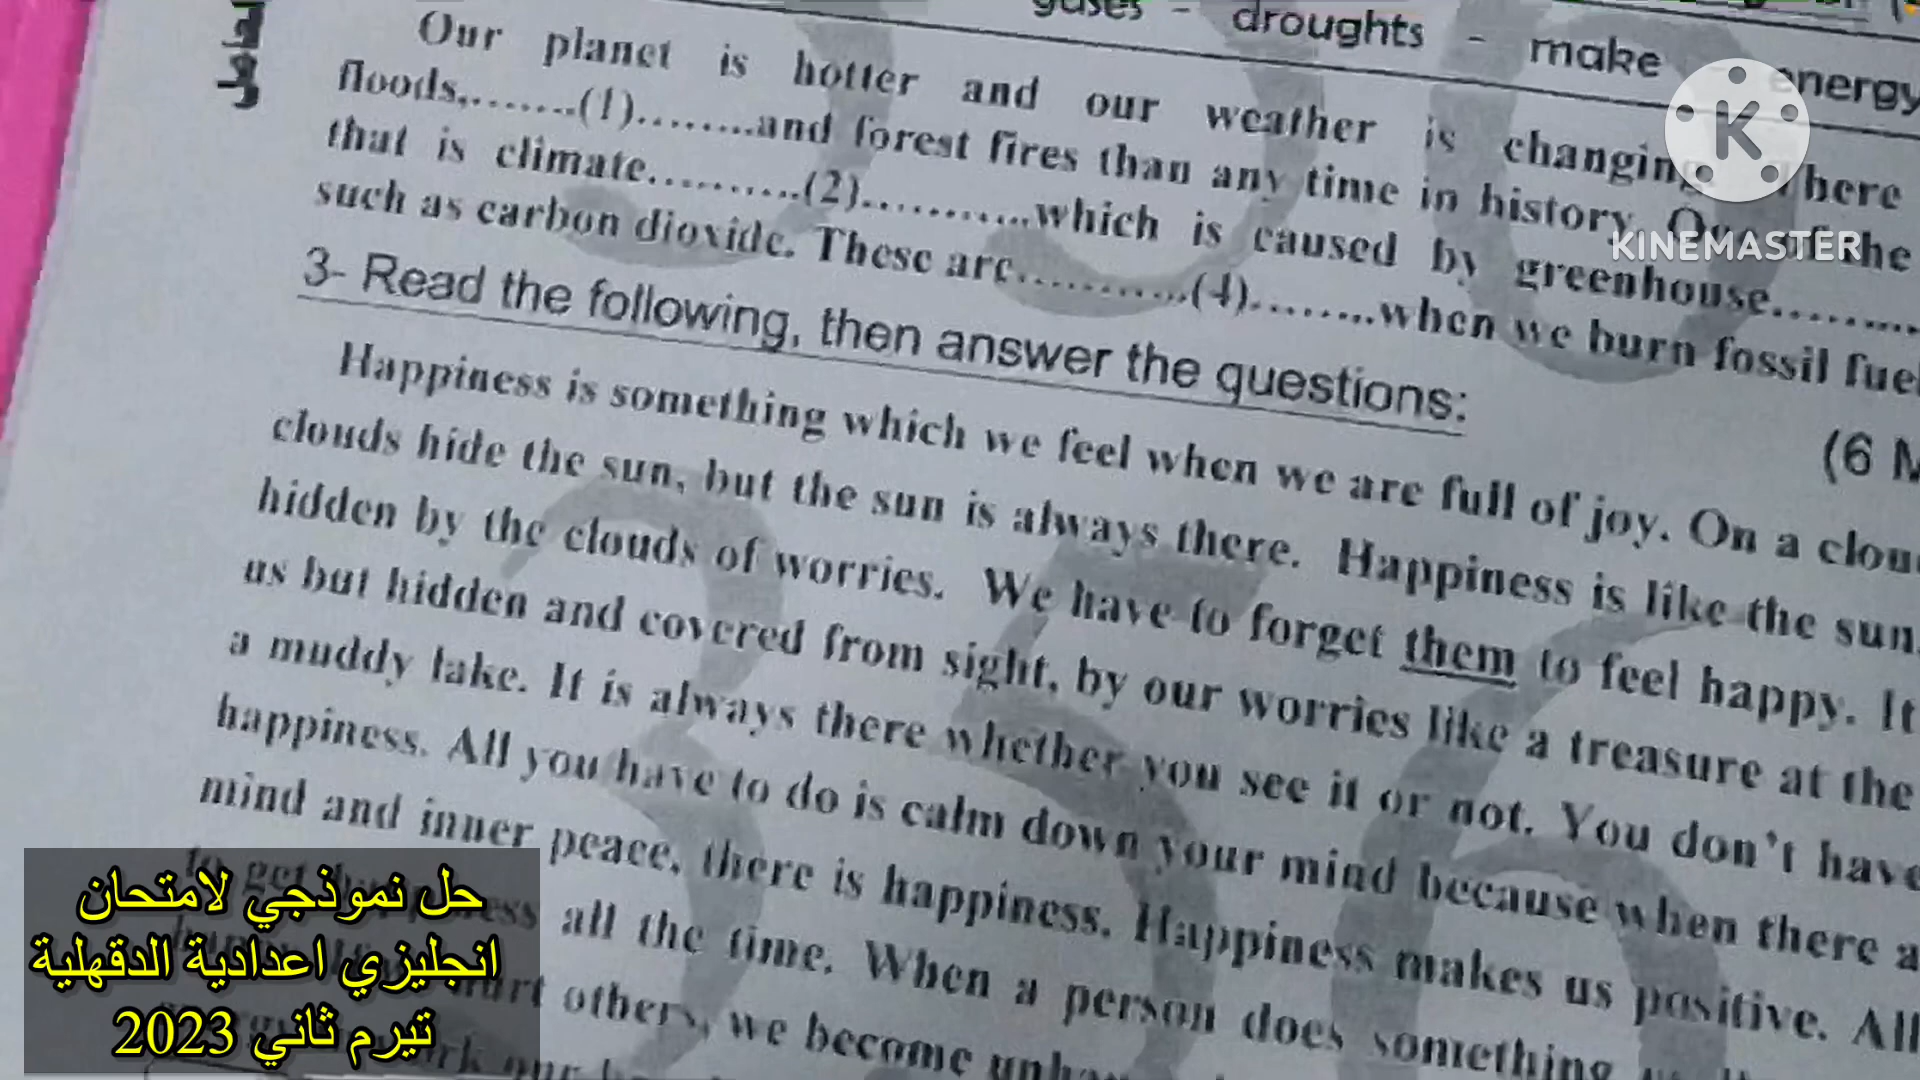 gases - droughts - make - energy
Our planet is hotter and our weather is changing. There
floods,........(1)........and forest fires than any time in history. One of the
that is climate..........(2)...........which is caused by greenhouse.........
such as carbon dioxide. These are...........(4)........when we burn fossil fuel
3- Read the following, then answer the questions:
(6 M
Happiness is something which we feel when we are full of joy. On a clou
clouds hide the sun, but the sun is always there. Happiness is like the sun.
hidden by the clouds of worries. We have to forget them to feel happy. It
us but hidden and covered from sight, by our worries like a treasure at the
a muddy lake. It is always there whether you see it or not. You don't have
happiness. All you have to do is calm down your mind because when there a
mind and inner peace, there is happiness. Happiness makes us positive. All
to get happiness all the time. When a person does something
hurt others, we become unha
KINEMASTER
حل نموذجي لامتحان
انجليزي اعدادية الدقهلية
تيرم ثاني 2023